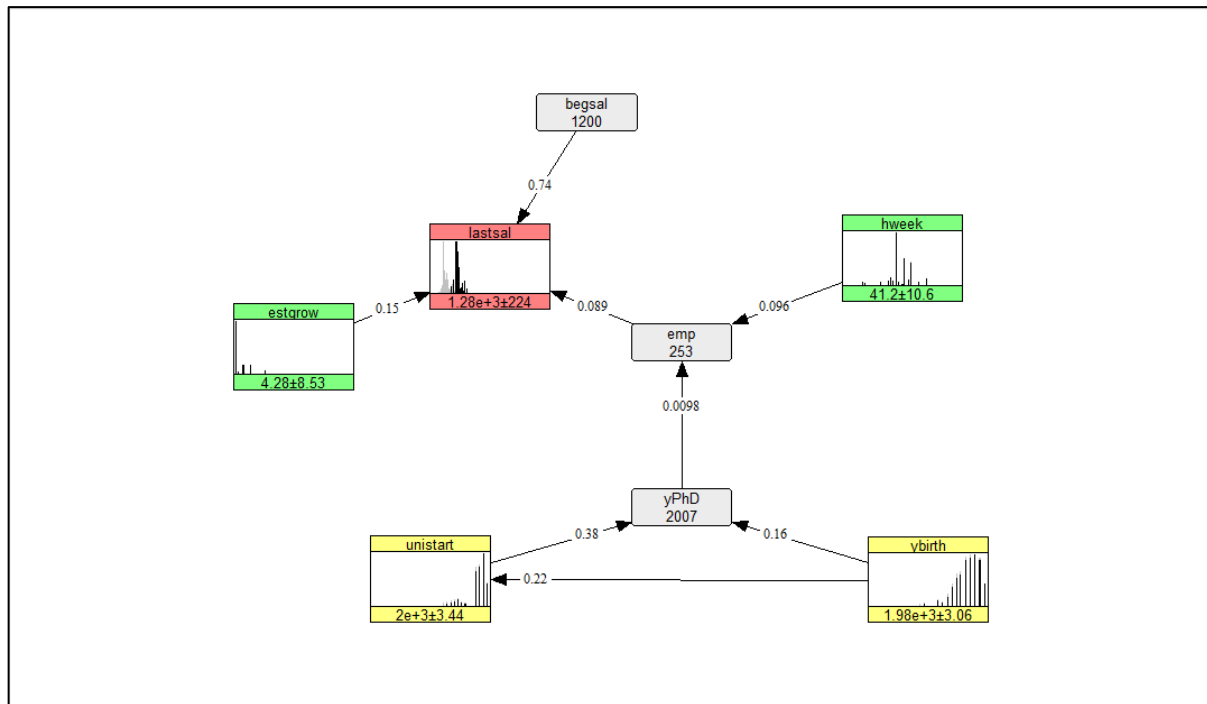 begsal
1200
0.74
lastsal
1.28e+3±224
hweek
41.2±10.6
0.15
0.089
0.096
estgrow
4.28±8.53
emp
253
0.0098
yPhD
2007
0.38
0.16
unistart
2e+3±3.44
0.22
ybirth
1.98e+3±3.06